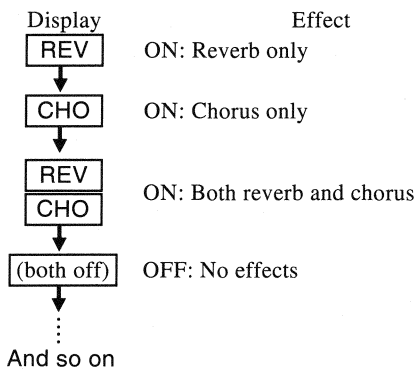 Display Effect
REV ON: Reverb only
CHO ON: Chorus only
REV
ON: Both reverb and chorus
CHO
(both off) OFF: No effects
And so on